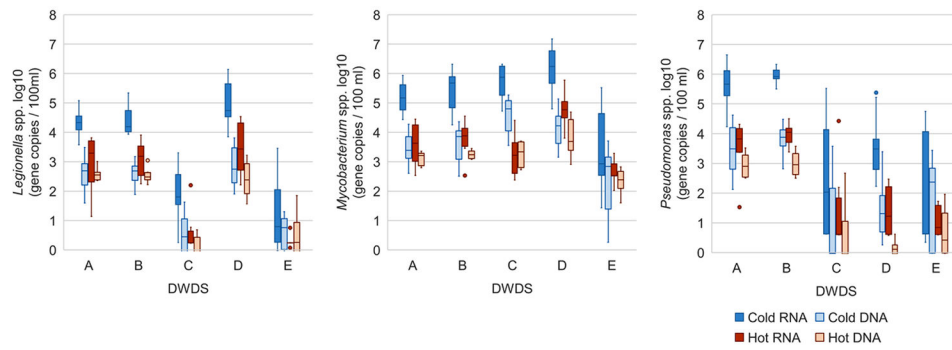 Legionella spp. log10
(gene copies / 100ml)
8
7
6
5
4
3
2
1
0
A B C D E
DWDS
Mycobacterium spp. log10
(gene copies / 100 ml)
8
7
6
5
4
3
2
1
0
A B C D E
DWDS
Pseudomonas spp. log10
(gene copies / 100 ml)
8
7
6
5
4
3
2
1
0
A B C D E
DWDS
Cold RNA Cold DNA
Hot RNA Hot DNA